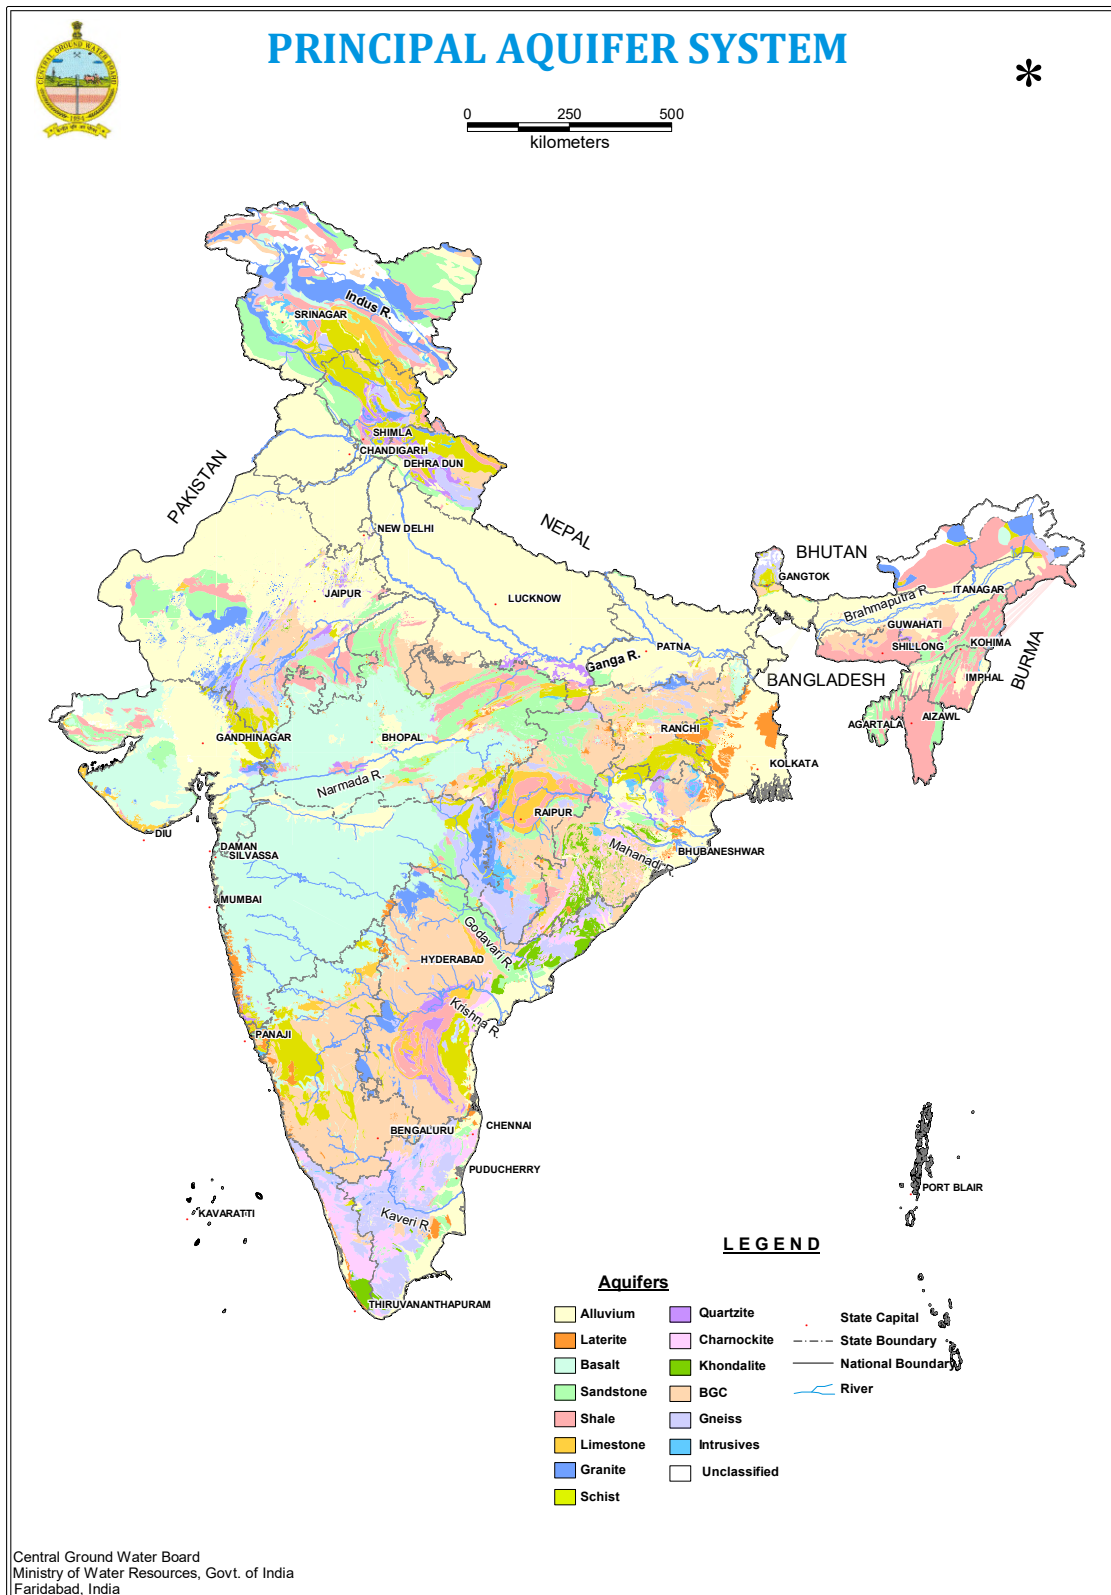 PRINCIPAL AQUIFER SYSTEM
CENTRAL GROUND WATER BOARD
*
0 250 500
kilometers
Indus R.
SRINAGAR
SHIMLA
CHANDIGARH
DEHRA DUN
PAKISTAN
NEW DELHI
NEPAL
BHUTAN
GANGTOK
ITANAGAR
Brahmaputra R.
JAIPUR
LUCKNOW
GUWAHATI
KOHIMA
SHILLONG
PATNA
Ganga R.
BANGLADESH
IMPHAL
BURMA
AGARTALA
AIZAWL
GANDHINAGAR
BHOPAL
RANCHI
KOLKATA
Narmada R.
RAIPUR
DIU
DAMAN
SILVASSA
Mahanadi R.
BHUBANESHWAR
MUMBAI
Godavari R.
HYDERABAD
Krishna R.
PANAJI
BENGALURU
CHENNAI
PUDUCHERRY
PORT BLAIR
KAVARATTI
Kaveri R.
THIRUVANANTHAPURAM
LEGEND
Aquifers
Alluvium
Laterite
Basalt
Sandstone
Shale
Limestone
Granite
Schist
Quartzite
Charnockite
Khondalite
BGC
Gneiss
Intrusives
Unclassified
State Capital
State Boundary
National Boundary
River
Central Ground Water Board
Ministry of Water Resources, Govt. of India
Faridabad, India